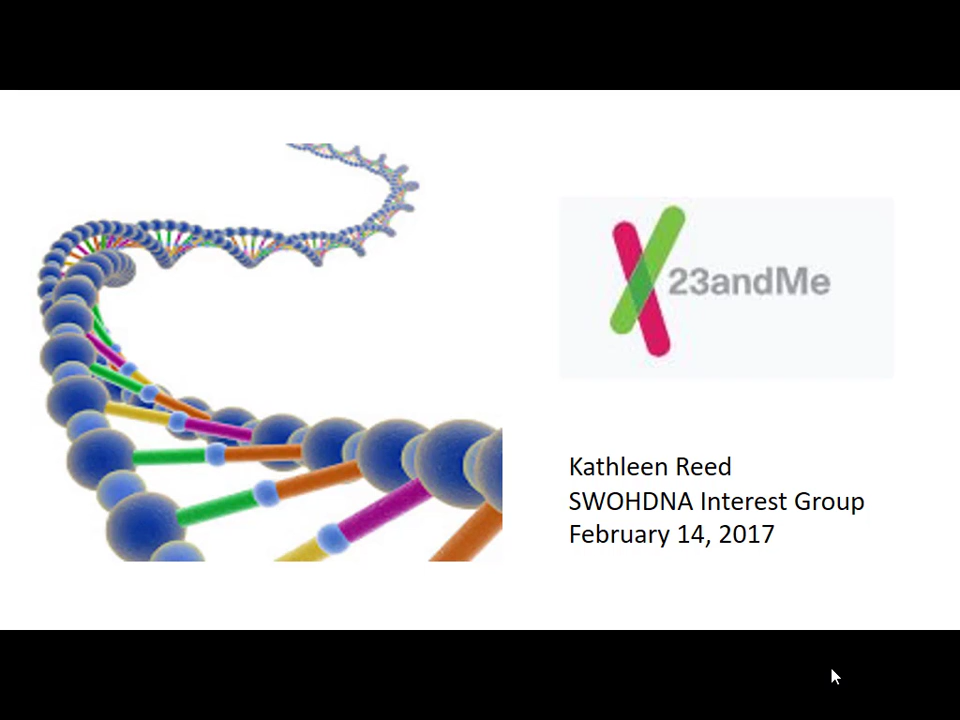 23andMe
Kathleen Reed
SWOHDNA Interest Group
February 14, 2017